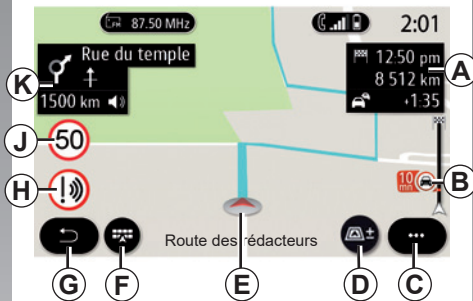 FM 87.50 MHz
2:01
Rue du temple
1500 km
12:50 pm
8 512 km
+1:35
K
A
J
50
H
10 mn
B
Route des rédacteurs
G
F
E
D
C